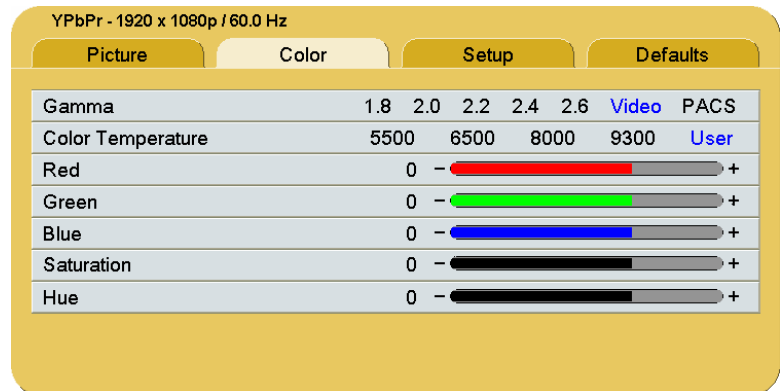 YPbPr - 1920 x 1080p / 60.0 Hz
Picture Color Setup Defaults
Gamma 1.8 2.0 2.2 2.4 2.6 Video PACS
Color Temperature 5500 6500 8000 9300 User
Red 0 - +
Green 0 - +
Blue 0 - +
Saturation 0 - +
Hue 0 - +